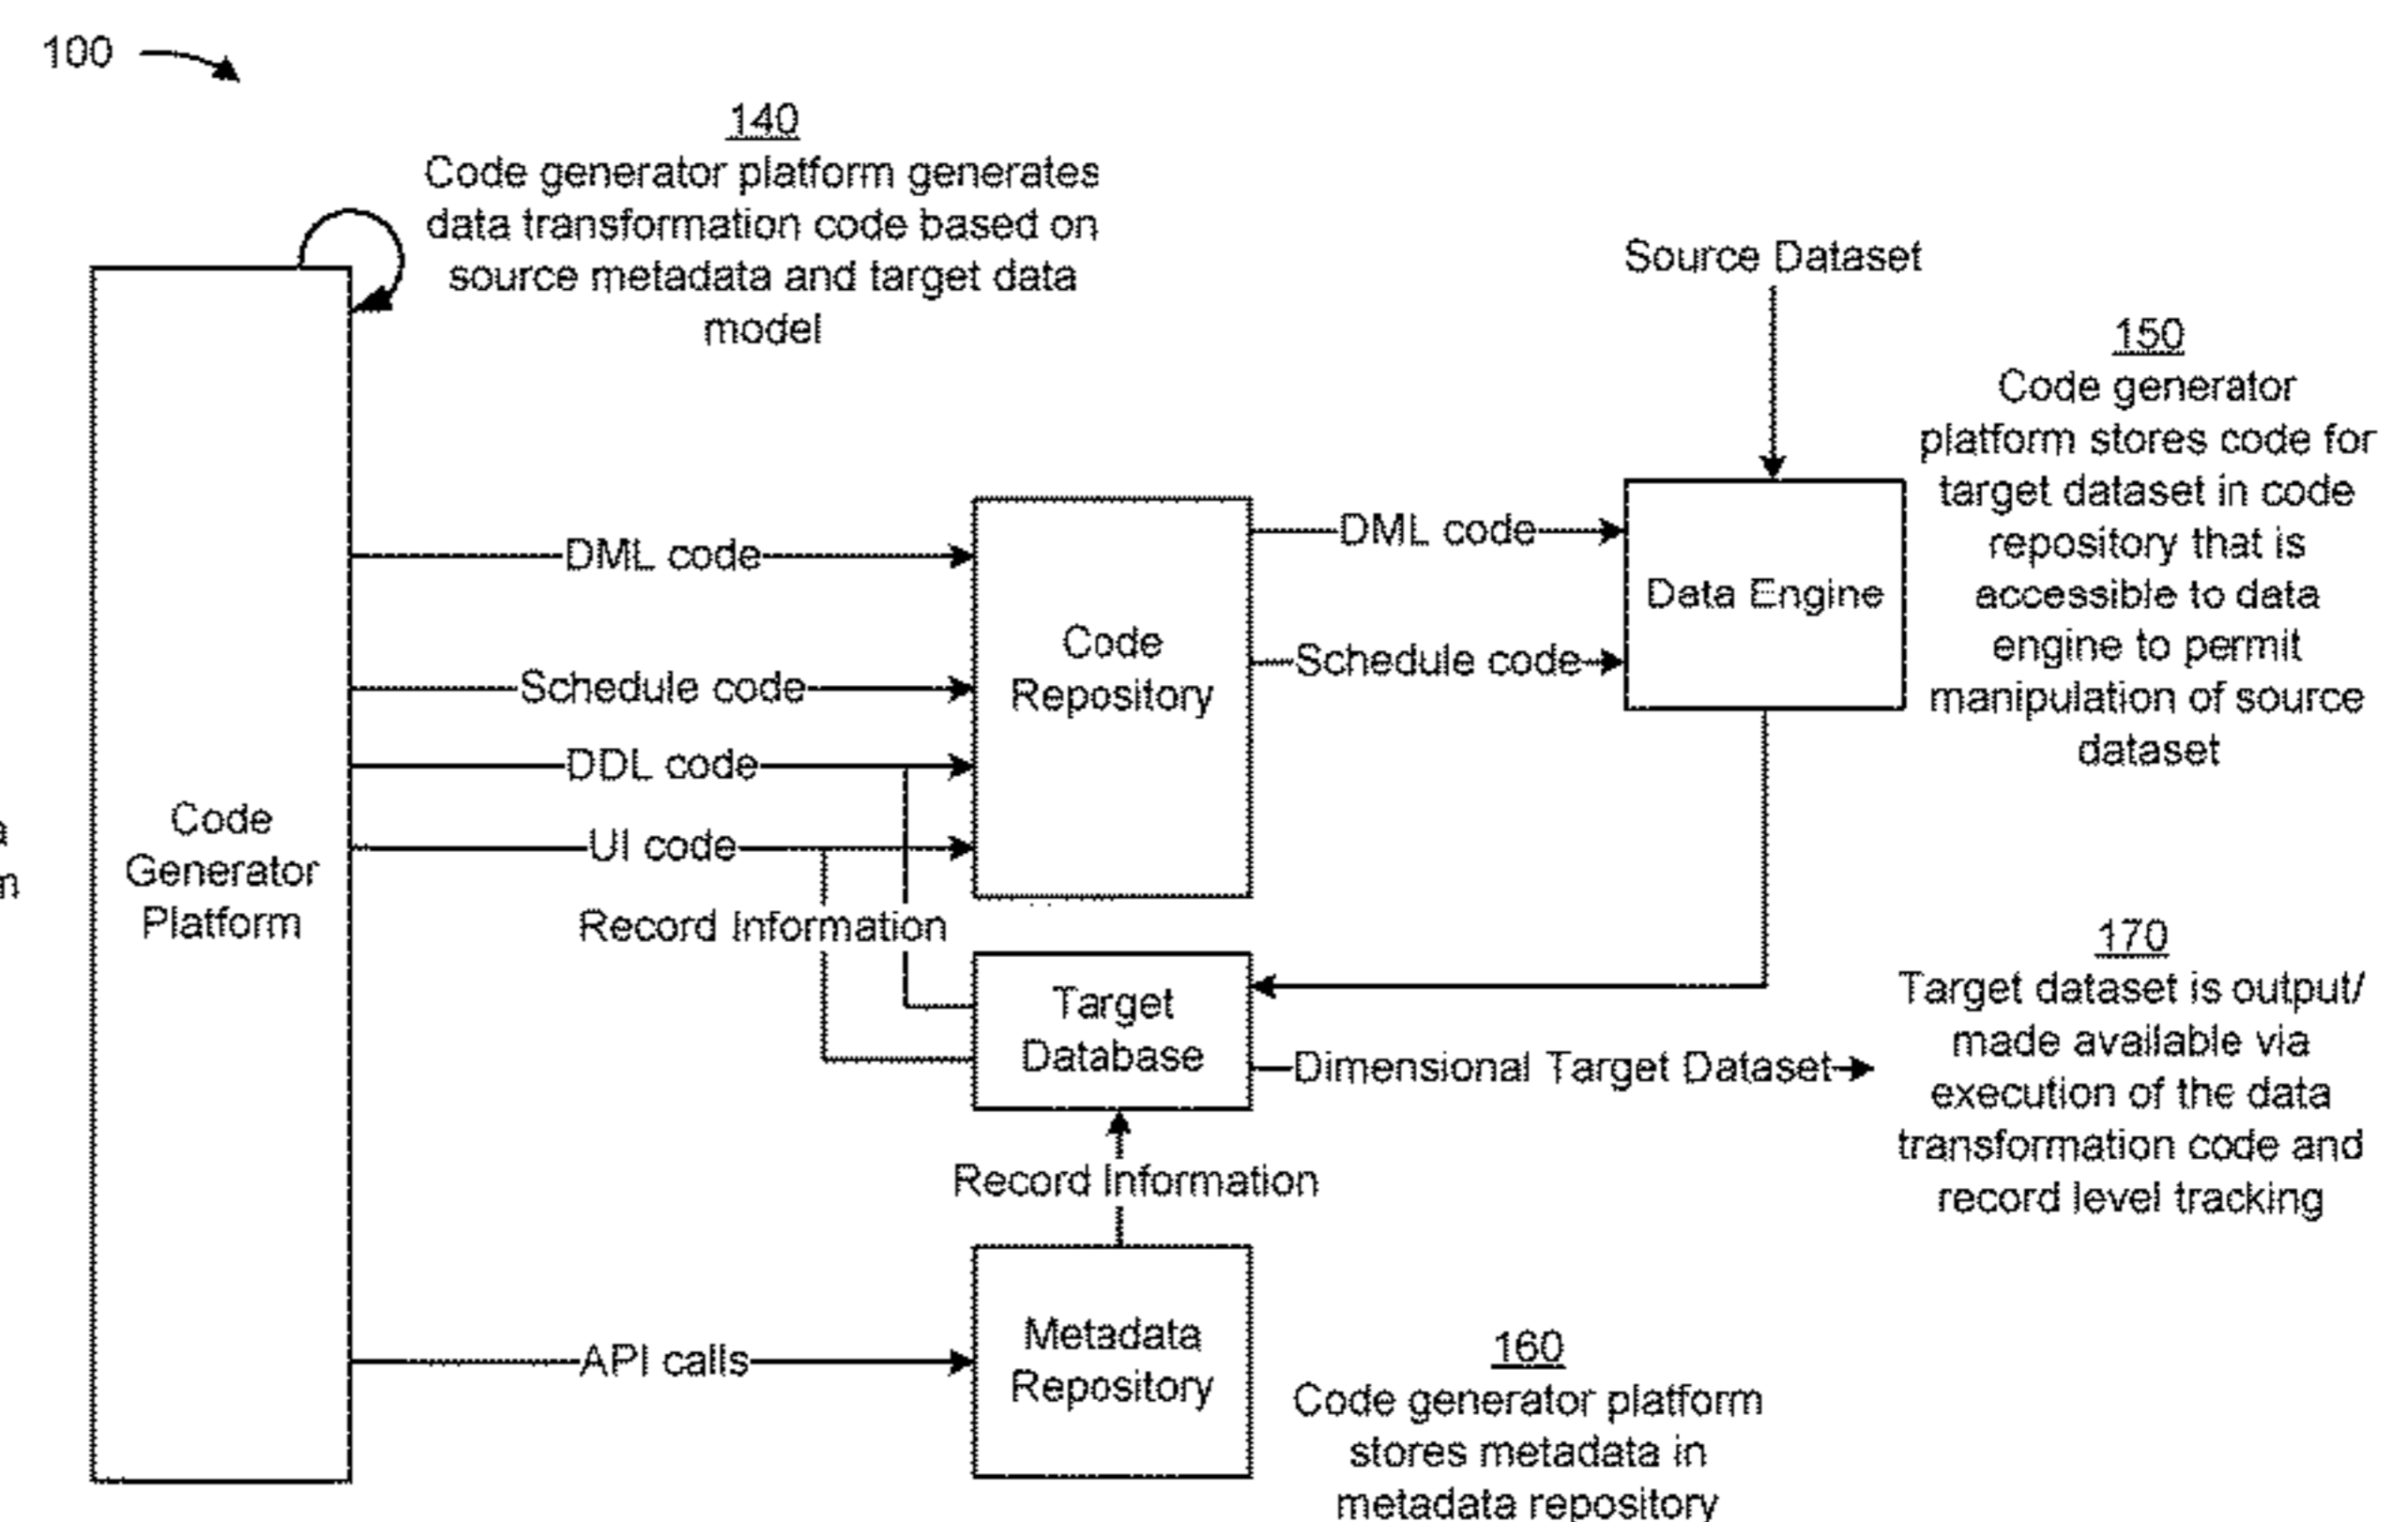 100
140
Code generator platform generates
data transformation code based on
source metadata and target data
model
Source Dataset
150
Code generator
platform stores code for
target dataset in code
repository that is
accessible to data
engine to permit
manipulation of source
dataset
DML code
Schedule code
DDL code
UI code
Code
Generator
Platform
Code
Repository
DML code
Schedule code
Data Engine
Record Information
Target
Database
Dimensional Target Dataset
170
Target dataset is output/
made available via
execution of the data
transformation code and
record level tracking
Record Information
API calls
Metadata
Repository
160
Code generator platform
stores metadata in
metadata repository